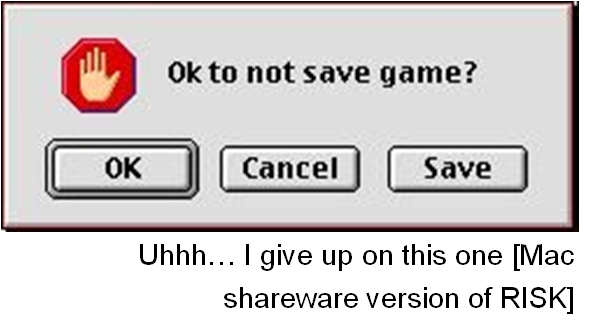 Ok to not save game?
OK Cancel Save
Uhhh… I give up on this one [Mac
shareware version of RISK]